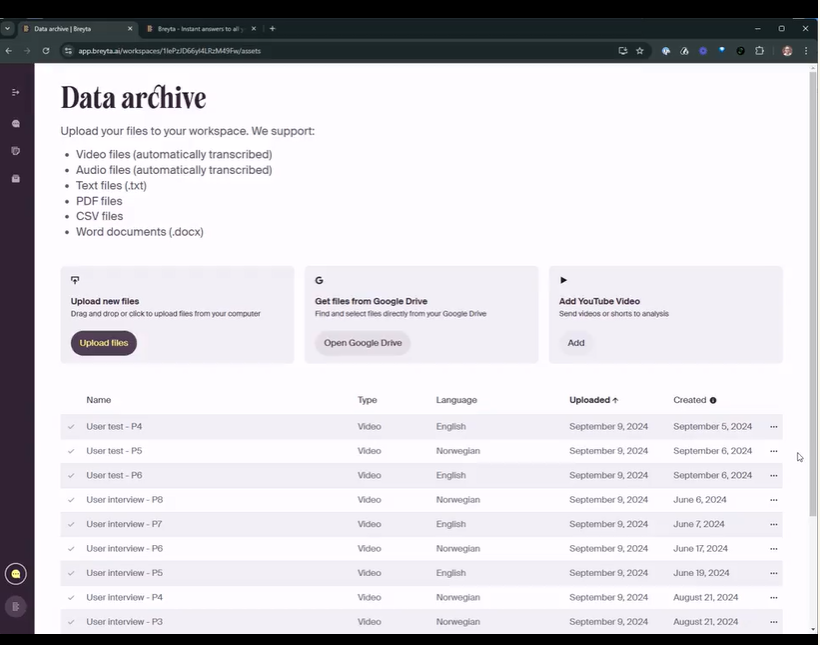 Data archive | Breyta
Breyta - Instant answers to all y
app.breyta.ai/workspaces/1lePzJD66yI4LRzM49Fw/assets
Data archive
Upload your files to your workspace. We support:
• Video files (automatically transcribed)
• Audio files (automatically transcribed)
• Text files (.txt)
• PDF files
• CSV files
• Word documents (.docx)
Upload new files
Drag and drop or click to upload files from your computer
Upload files
Get files from Google Drive
Find and select files directly from your Google Drive
Open Google Drive
Add YouTube Video
Send videos or shorts to analysis
Add
Name Type Language Uploaded ↑ Created
User test - P4 Video English September 9, 2024 September 5, 2024
User test - P5 Video Norwegian September 9, 2024 September 6, 2024
User test - P6 Video English September 9, 2024 September 6, 2024
User interview - P8 Video Norwegian September 9, 2024 June 6, 2024
User interview - P7 Video English September 9, 2024 June 7, 2024
User interview - P6 Video Norwegian September 9, 2024 June 17, 2024
User interview - P5 Video English September 9, 2024 June 19, 2024
User interview - P4 Video Norwegian September 9, 2024 August 21, 2024
User interview - P3 Video Norwegian September 9, 2024 August 21, 2024